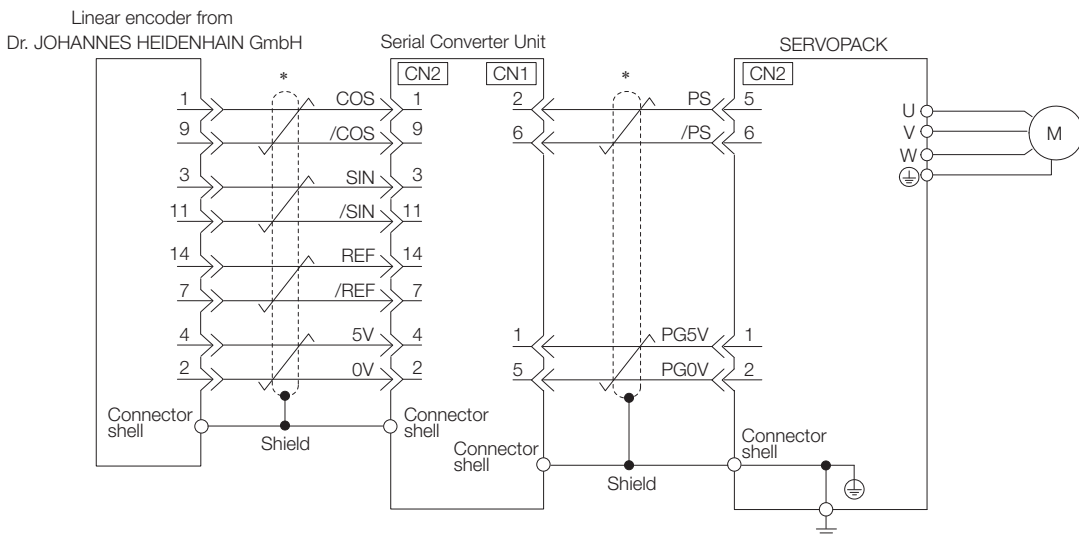 Linear encoder from
Dr. JOHANNES HEIDENHAIN GmbH
Serial Converter Unit
SERVOPACK
CN2 CN1 CN2
* *
1 COS 1 2 PS 5
9 /COS 9 6 /PS 6
3 SIN 3
11 /SIN 11
14 REF 14
7 /REF 7
4 5V 4 1 PG5V 1
2 0V 2 5 PG0V 2
U
V
W
M
Connector
shell
Shield
Connector
shell
Connector
shell
Shield
Connector
shell